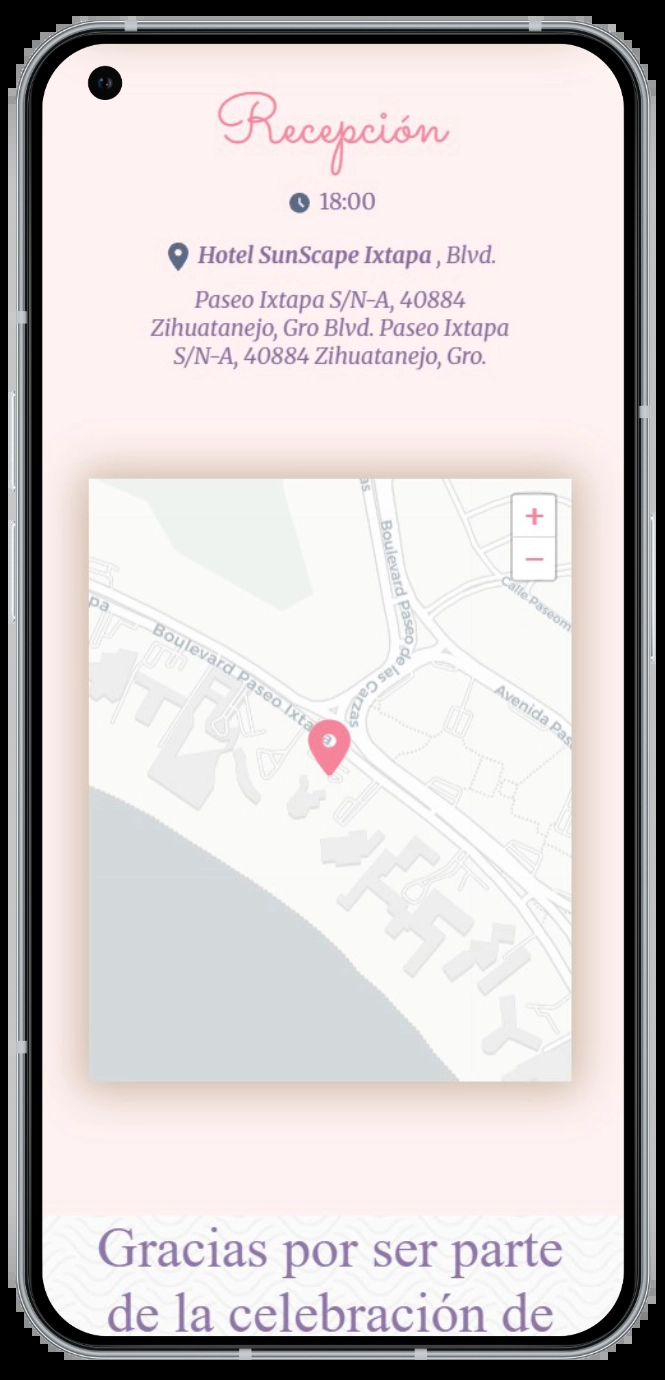 Recepción
18:00
Hotel SunScape Ixtapa , Blvd.
Paseo Ixtapa S/N-A, 40884
Zihuatanejo, Gro Blvd. Paseo Ixtapa
S/N-A, 40884 Zihuatanejo, Gro.
as
+
−
Boulevard Paseo de las Garzas
Calle Paseom
pa
Boulevard Paseo Ixtapa
Avenida Pas
Gracias por ser parte
de la celebración de